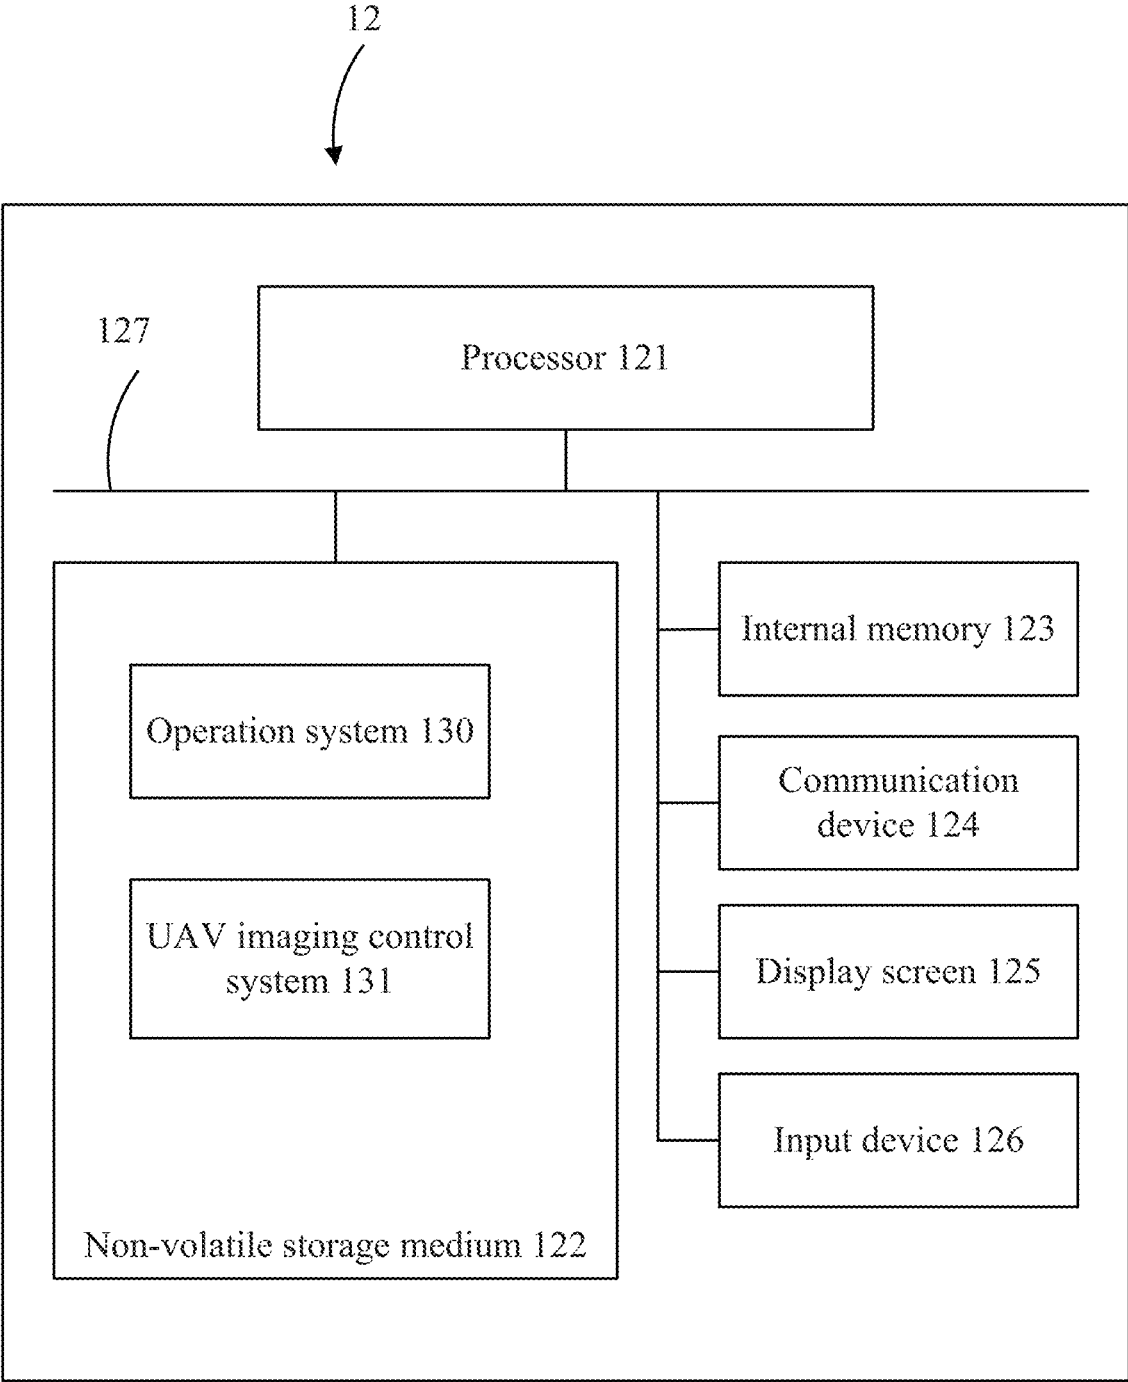 12
127
Processor 121
Operation system 130
UAV imaging control
system 131
Non-volatile storage medium 122
Internal memory 123
Communication
device 124
Display screen 125
Input device 126